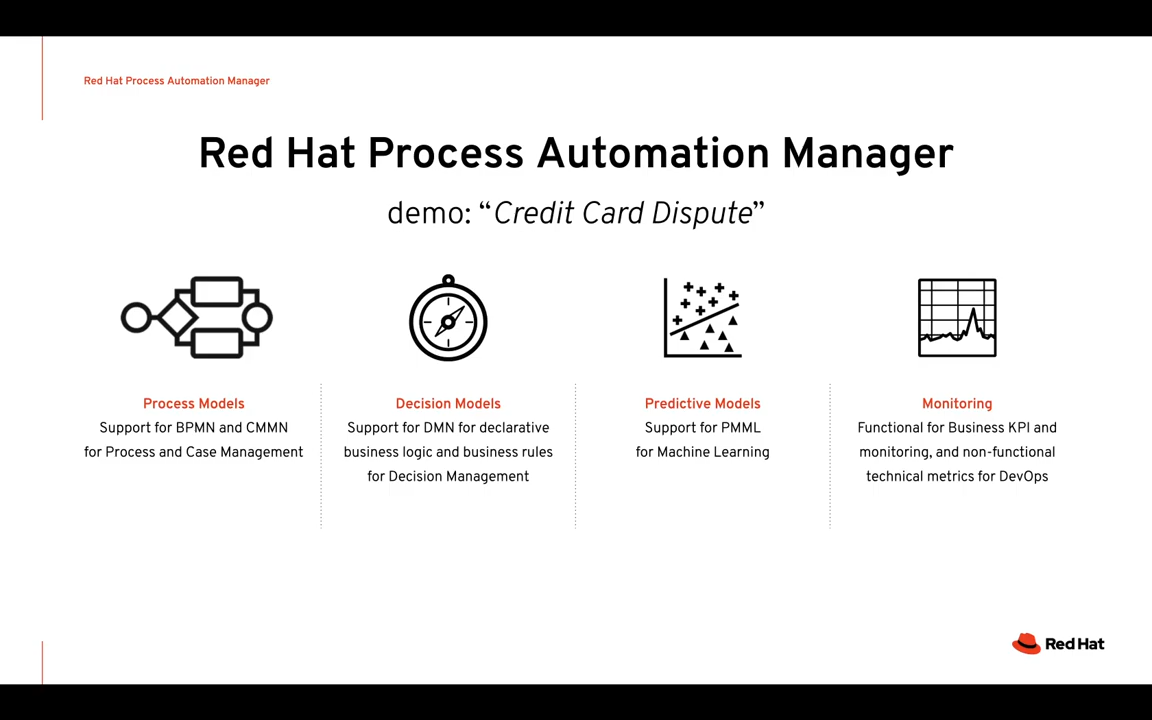 Red Hat Process Automation Manager
Red Hat Process Automation Manager
demo: “Credit Card Dispute”
Process Models
Support for BPMN and CMMN
for Process and Case Management
Decision Models
Support for DMN for declarative
business logic and business rules
for Decision Management
Predictive Models
Support for PMML
for Machine Learning
Monitoring
Functional for Business KPI and
monitoring, and non-functional
technical metrics for DevOps
Red Hat